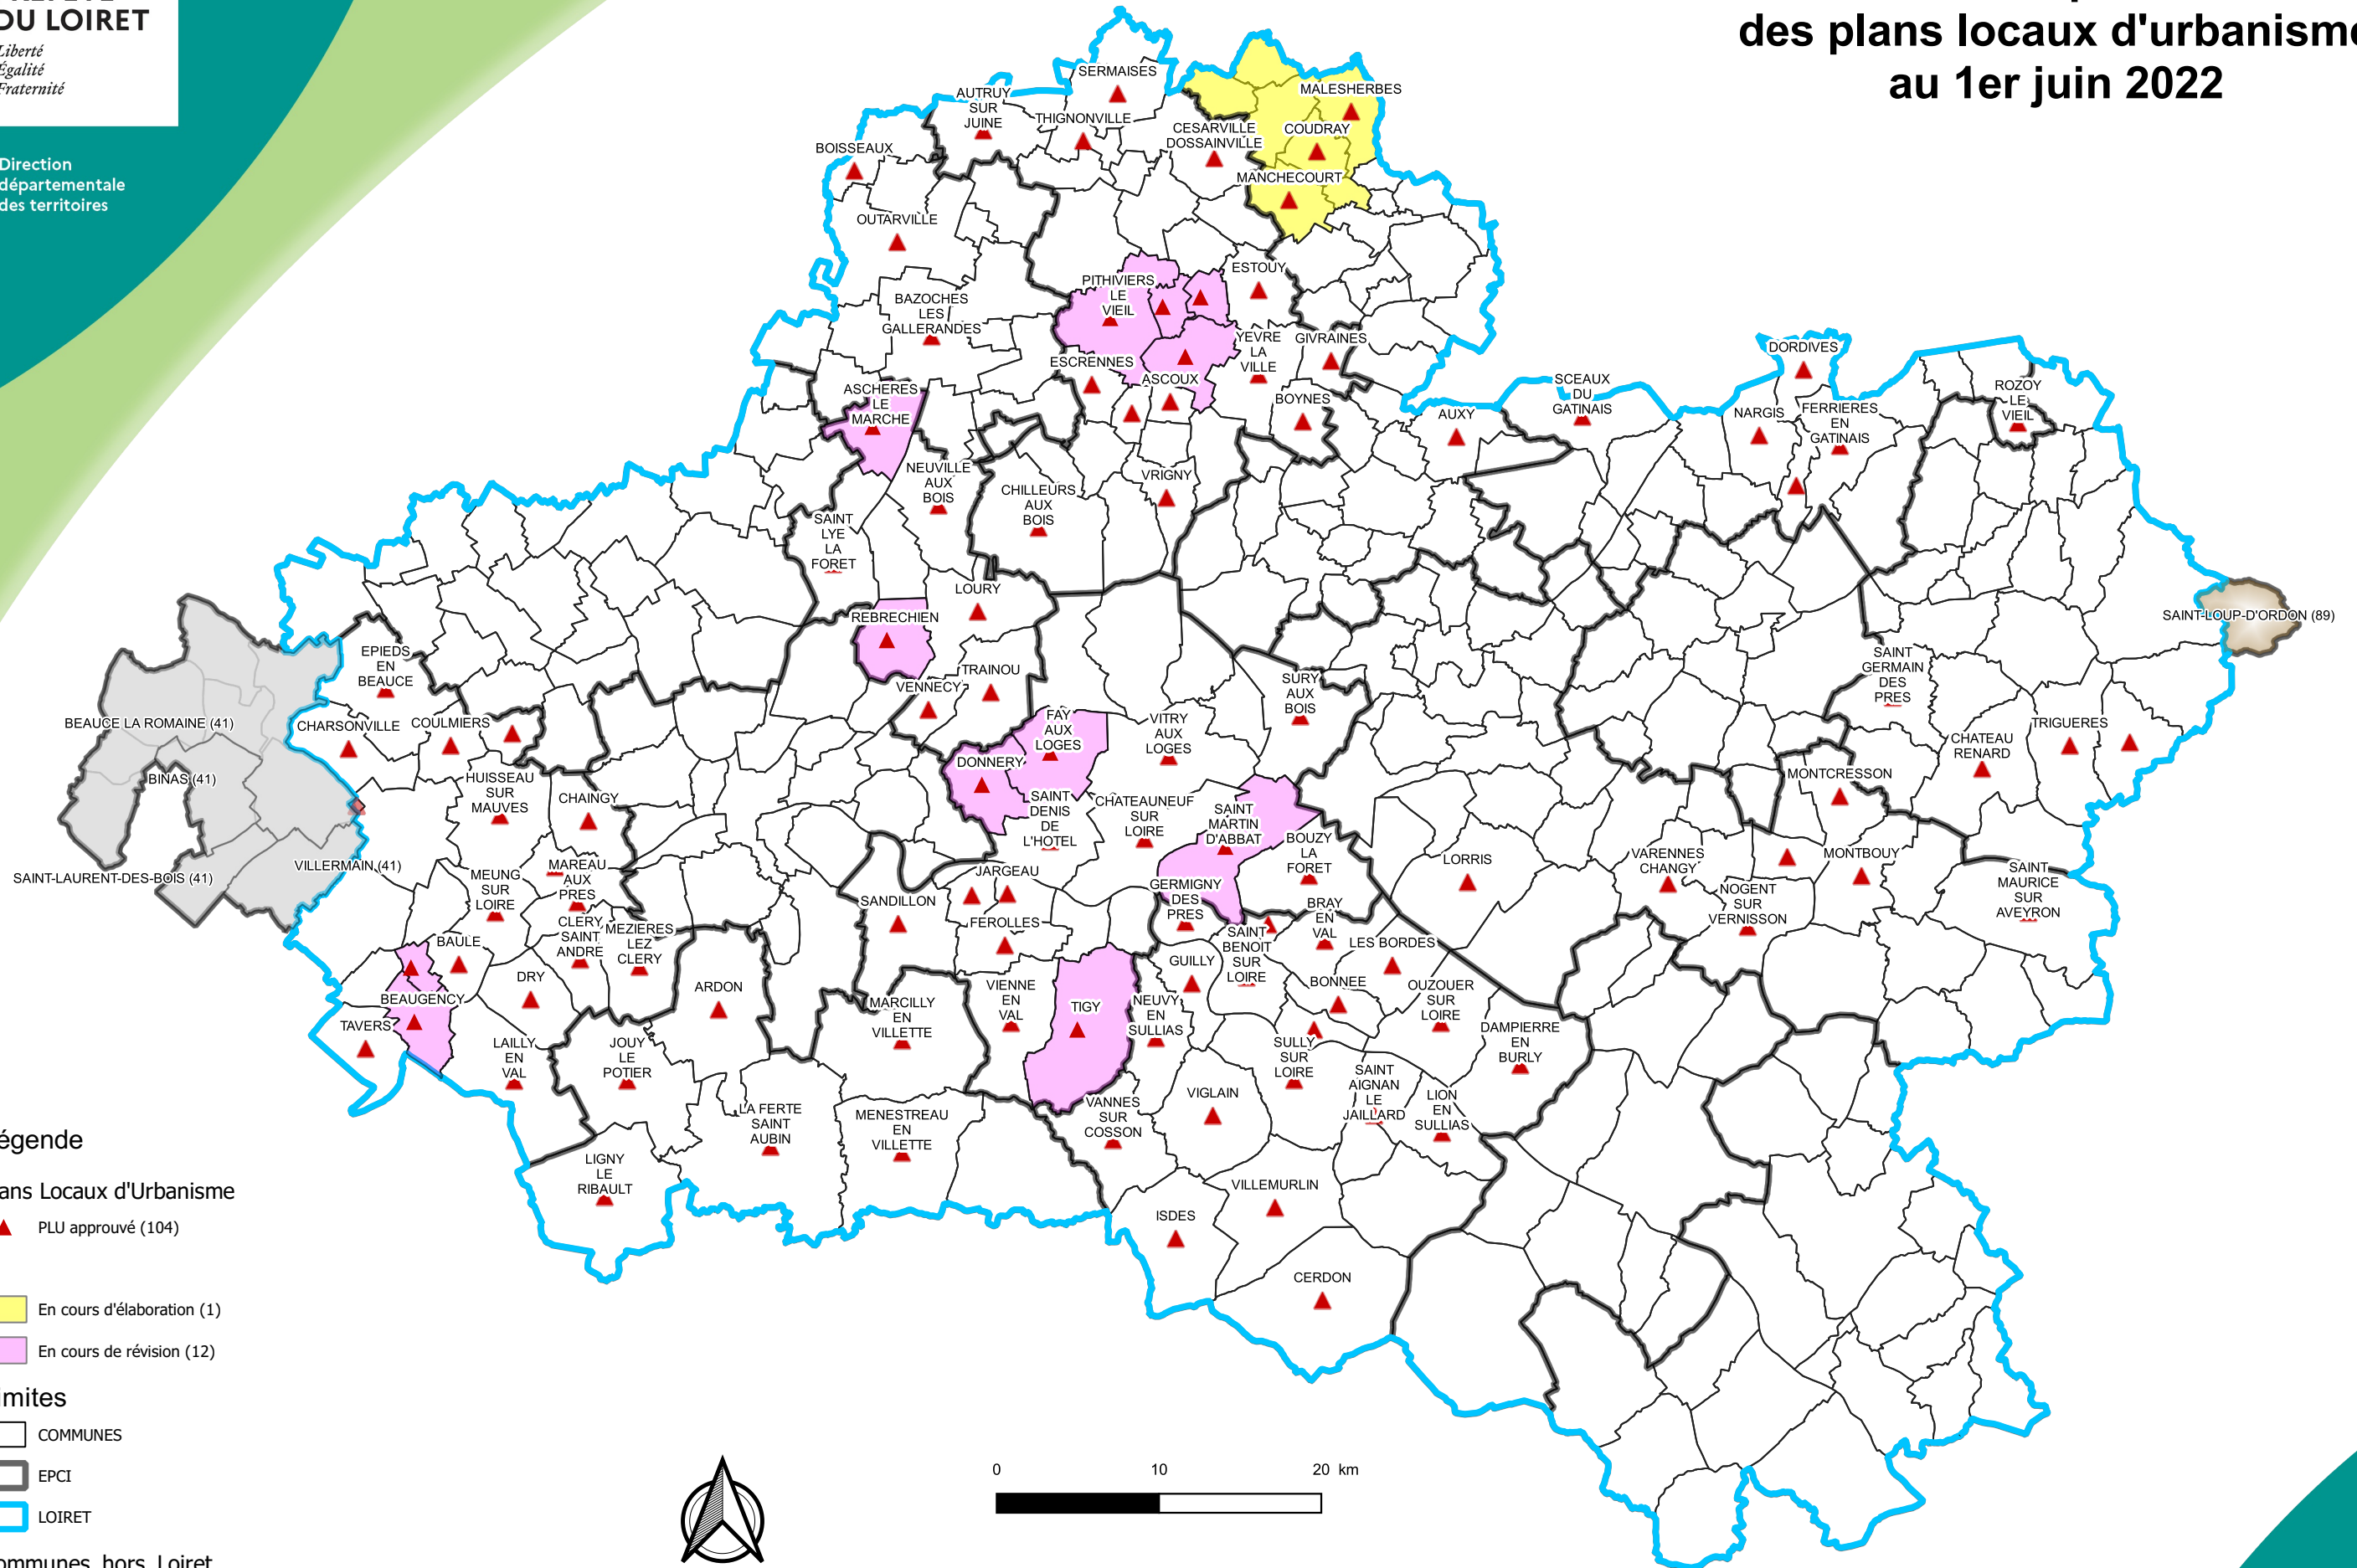 DU LOIRET
Liberté
Égalité
Fraternité
Direction
départementale
des territoires
des plans locaux d'urbanisme
au 1er juin 2022
SERMAISES
MALESHERBES
AUTRUY
SUR
JUINE
THIGNONVILLE
CESARVILLE
DOSSAINVILLE
COUDRAY
BOISSEAUX
MANCHECOURT
OUTARVILLE
ESTOUY
PITHIVIERS
LE
VIEIL
BAZOCHES
LES
GALLERANDES
YEVRE
LA
VILLE
GIVRAINES
DORDIVES
ESCRENNES
ASCOUX
ASCHERES
LE
MARCHE
BOYNES
AUXY
SCEAUX
DU
GATINAIS
NARGIS
FERRIERES
EN
GATINAIS
ROZOY
LE
VIEIL
NEUVILLE
AUX
BOIS
CHILLEURS
AUX
BOIS
VRIGNY
SAINT
LYE
LA
FORET
LOURY
REBRECHIEN
SAINT-LOUP-D'ORDON (89)
EPIEDS
EN
BEAUCE
TRAINOU
VENNECY
SURY
AUX
BOIS
SAINT
GERMAIN
DES
PRES
BEAUCE LA ROMAINE (41)
CHARSONVILLE
COULMIERS
FAY
AUX
LOGES
VITRY
AUX
LOGES
TRIGUERES
CHATEAU
RENARD
BINAS (41)
HUISSEAU
SUR
MAUVES
CHAINGY
DONNERY
SAINT
DENIS
DE
L'HOTEL
CHATEAUNEUF
SUR
LOIRE
SAINT
MARTIN
D'ABBAT
MONTCRESSON
BOUZY
LA
FORET
LORRIS
VARENNES
CHANGY
MONTBOUY
SAINT
MAURICE
SUR
AVEYRON
VILLERMAIN (41)
SAINT-LAURENT-DES-BOIS (41)
MEUNG
SUR
LOIRE
MAREAU
AUX
PRES
JARGEAU
SANDILLON
GERMIGNY
DES
PRES
NOGENT
SUR
VERNISSON
BRAY
EN
VAL
CLERY
SAINT
ANDRE
MEZIERES
LEZ
CLERY
FEROLLES
SAINT
BENOIT
SUR
LOIRE
LES BORDES
BAULE
DRY
GUILLY
BONNEE
BEAUGENCY
ARDON
VIENNE
EN
VAL
TIGY
NEUVY
EN
SULLIAS
OUZOUER
SUR
LOIRE
TAVERS
MARCILLY
EN
VILLETTE
DAMPIERRE
EN
BURLY
LAILLY
EN
VAL
JOUY
LE
POTIER
SULLY
SUR
LOIRE
SAINT
AIGNAN
LE
JAILLARD
VIGLAIN
LION
EN
SULLIAS
LA FERTE
SAINT
AUBIN
MENESTREAU
EN
VILLETTE
VANNES
SUR
COSSON
LIGNY
LE
RIBAULT
VILLEMURLIN
ISDES
CERDON
égende
ans Locaux d'Urbanisme
PLU approuvé (104)
En cours d'élaboration (1)
En cours de révision (12)
imites
COMMUNES
EPCI
LOIRET
ommunes hors Loiret
0 10 20 km